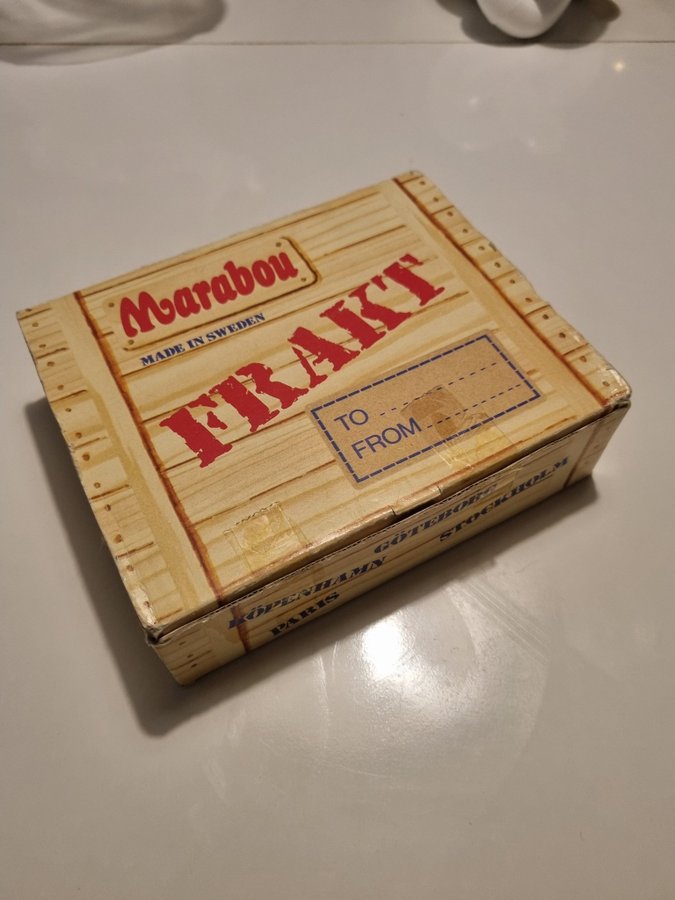 Marabou
MADE IN SWEDEN
FRAKT
TO
FROM
GÖTEBORG
STOCKHOLM
KÖPENHAMN
PARIS